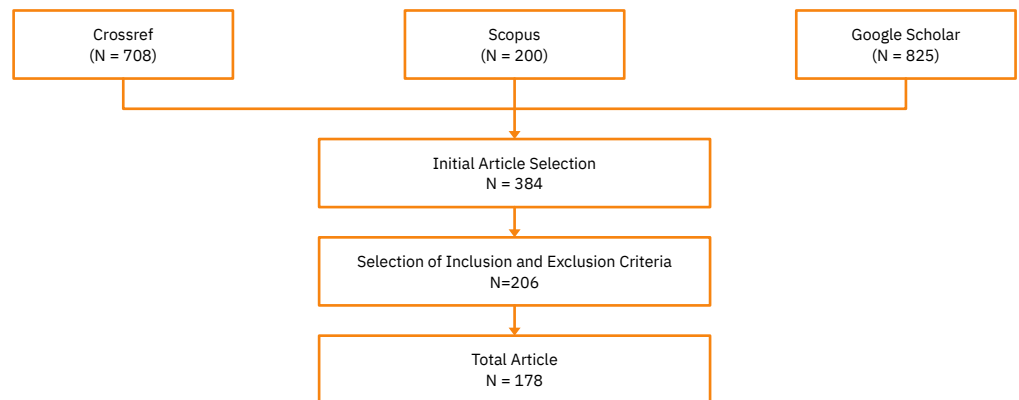 Crossref
(N = 708)
Scopus
(N = 200)
Google Scholar
(N = 825)
Initial Article Selection
N = 384
Selection of Inclusion and Exclusion Criteria
N=206
Total Article
N = 178